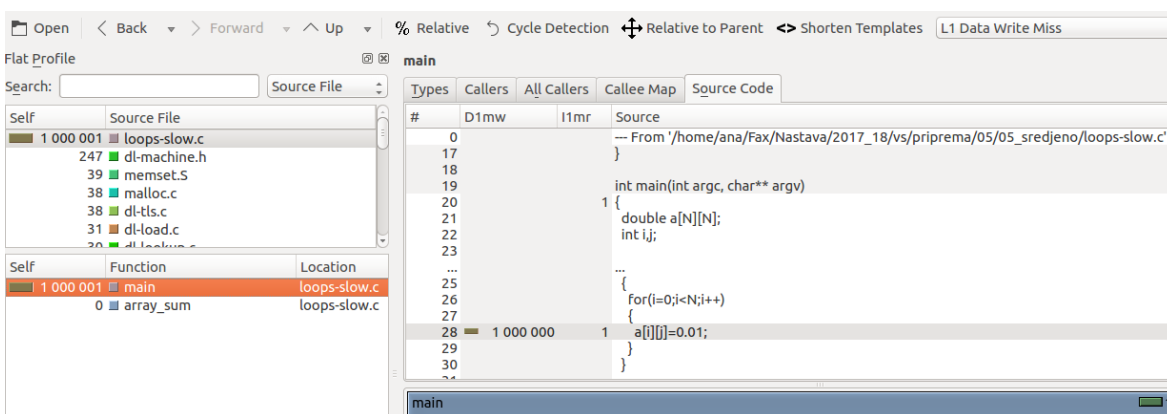 Open Back Forward Up % Relative Cycle Detection Relative to Parent <> Shorten Templates L1 Data Write Miss
Flat Profile
Search: Source File
Self Source File
1 000 001 loops-slow.c
247 dl-machine.h
39 memset.S
38 malloc.c
38 dl-tls.c
31 dl-load.c
30 dl-lookup.c
Self Function Location
1 000 001 main loops-slow.c
0 array_sum loops-slow.c
main
Types Callers All Callers Callee Map Source Code
# D1mw I1mr Source
0 --- From '/home/ana/Fax/Nastava/2017_18/vs/priprema/05/05_sredjeno/loops-slow.c'
17 }
18
19 int main(int argc, char** argv)
20 1 {
21 double a[N][N];
22 int i,j;
23
... ...
25 {
26 for(i=0;i<N;i++)
27 {
28 1 000 000 1 a[i][j]=0.01;
29 }
30 }
main